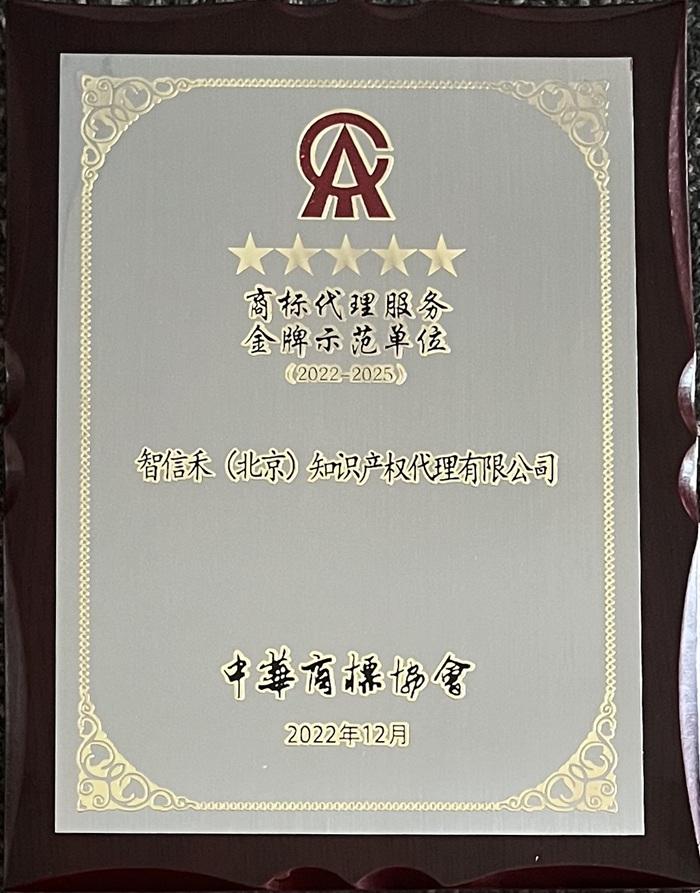 商标代理服务
金牌示范单位
（2022-2025）
智信禾（北京）知识产权代理有限公司
中華商標協會
2022年12月